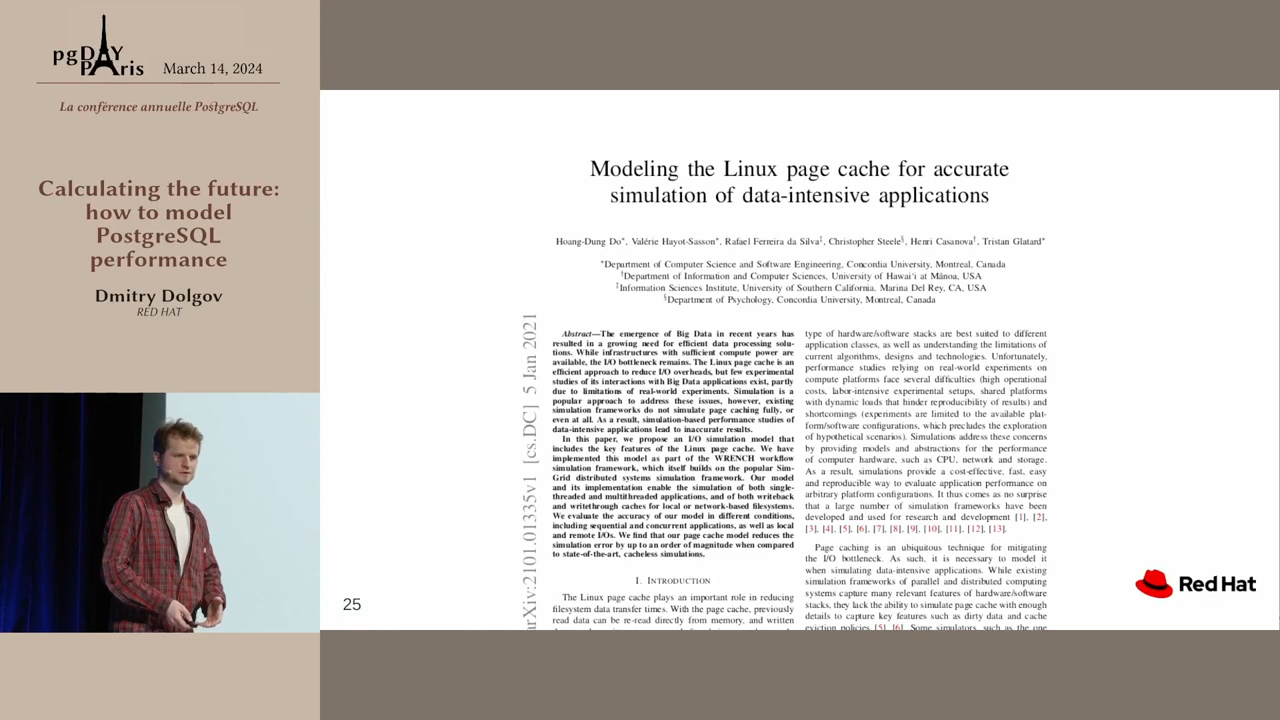 pgDAY
PAris
March 14, 2024
La conférence annuelle PostgreSQL
Calculating the future:
how to model
PostgreSQL
performance
Dmitry Dolgov
RED HAT
Modeling the Linux page cache for accurate
simulation of data-intensive applications
Hoang-Dung Do*, Valérie Hayot-Sasson*, Rafael Ferreira da Silva‡, Christopher Steele§, Henri Casanova†, Tristan Glatard*
*Department of Computer Science and Software Engineering, Concordia University, Montreal, Canada
†Department of Information and Computer Sciences, University of Hawai'i at Mānoa, USA
‡Information Sciences Institute, University of Southern California, Marina Del Rey, CA, USA
§Department of Psychology, Concordia University, Montreal, Canada
arXiv:2101.01335v1 [cs.DC] 5 Jan 2021
Abstract—The emergence of Big Data in recent years has
resulted in a growing need for efficient data processing solu-
tions. While infrastructures with sufficient compute power are
available, the I/O bottleneck remains. The Linux page cache is an
efficient approach to reduce I/O overheads, but few experimental
studies of its interactions with Big Data applications exist, partly
due to limitations of real-world experiments. Simulation is a
popular approach to address these issues, however, existing
simulation frameworks do not simulate page caching fully, or
even at all. As a result, simulation-based performance studies of
data-intensive applications lead to inaccurate results.
In this paper, we propose an I/O simulation model that
includes the key features of the Linux page cache. We have
implemented this model as part of the WRENCH workflow
simulation framework, which itself builds on the popular Sim-
Grid distributed systems simulation framework. Our model
and its implementation enable the simulation of both single-
threaded and multithreaded applications, and of both writeback
and writethrough caches for local or network-based filesystems.
We evaluate the accuracy of our model in different conditions,
including sequential and concurrent applications, as well as local
and remote I/Os. We find that our page cache model reduces the
simulation error by up to an order of magnitude when compared
to state-of-the-art, cacheless simulations.
I. INTRODUCTION
The Linux page cache plays an important role in reducing
filesystem data transfer times. With the page cache, previously
read data can be re-read directly from memory, and written
type of hardware/software stacks are best suited to different
application classes, as well as understanding the limitations of
current algorithms, designs and technologies. Unfortunately,
performance studies relying on real-world experiments on
compute platforms face several difficulties (high operational
costs, labor-intensive experimental setups, shared platforms
with dynamic loads that hinder reproducibility of results) and
shortcomings (experiments are limited to the available plat-
form/software configurations, which precludes the exploration
of hypothetical scenarios). Simulations address these concerns
by providing models and abstractions for the performance
of computer hardware, such as CPU, network and storage.
As a result, simulations provide a cost-effective, fast, easy
and reproducible way to evaluate application performance on
arbitrary platform configurations. It thus comes as no surprise
that a large number of simulation frameworks have been
developed and used for research and development [1], [2],
[3], [4], [5], [6], [7], [8], [9], [10], [11], [12], [13].
Page caching is an ubiquitous technique for mitigating
the I/O bottleneck. As such, it is necessary to model it
when simulating data-intensive applications. While existing
simulation frameworks of parallel and distributed computing
systems capture many relevant features of hardware/software
stacks, they lack the ability to simulate page cache with enough
details to capture key features such as dirty data and cache
eviction policies [5], [6]. Some simulators, such as the one
25
Red Hat